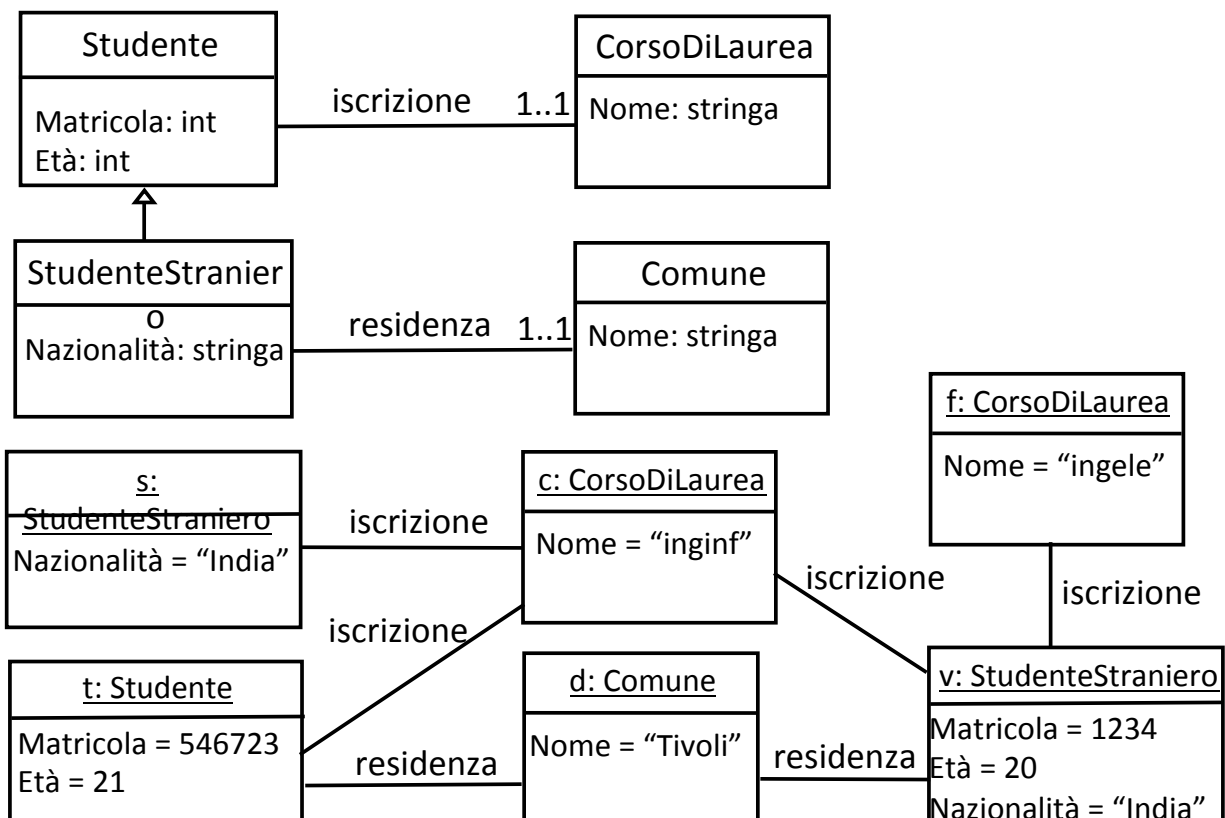 Studente
Matricola: int
Età: int
iscrizione
1..1
CorsoDiLaurea
Nome: stringa
StudenteStranier
o
Nazionalità: stringa
residenza
1..1
Comune
Nome: stringa
f: CorsoDiLaurea
Nome = “ingele”
s:
StudenteStraniero
Nazionalità = “India”
iscrizione
c: CorsoDiLaurea
Nome = “inginf”
iscrizione
iscrizione
iscrizione
t: Studente
Matricola = 546723
Età = 21
residenza
d: Comune
Nome = “Tivoli”
residenza
v: StudenteStraniero
Matricola = 1234
Età = 20
Nazionalità = “India”